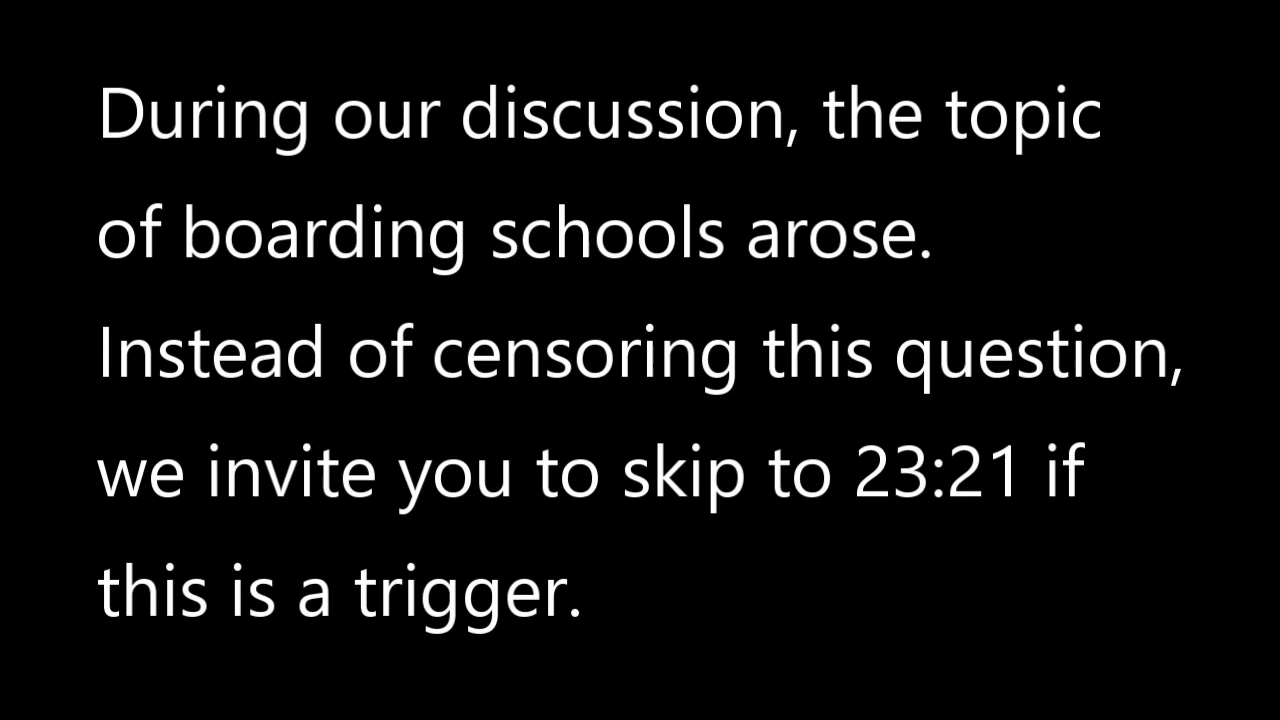 During our discussion, the topic
of boarding schools arose.
Instead of censoring this question,
we invite you to skip to 23:21 if
this is a trigger.